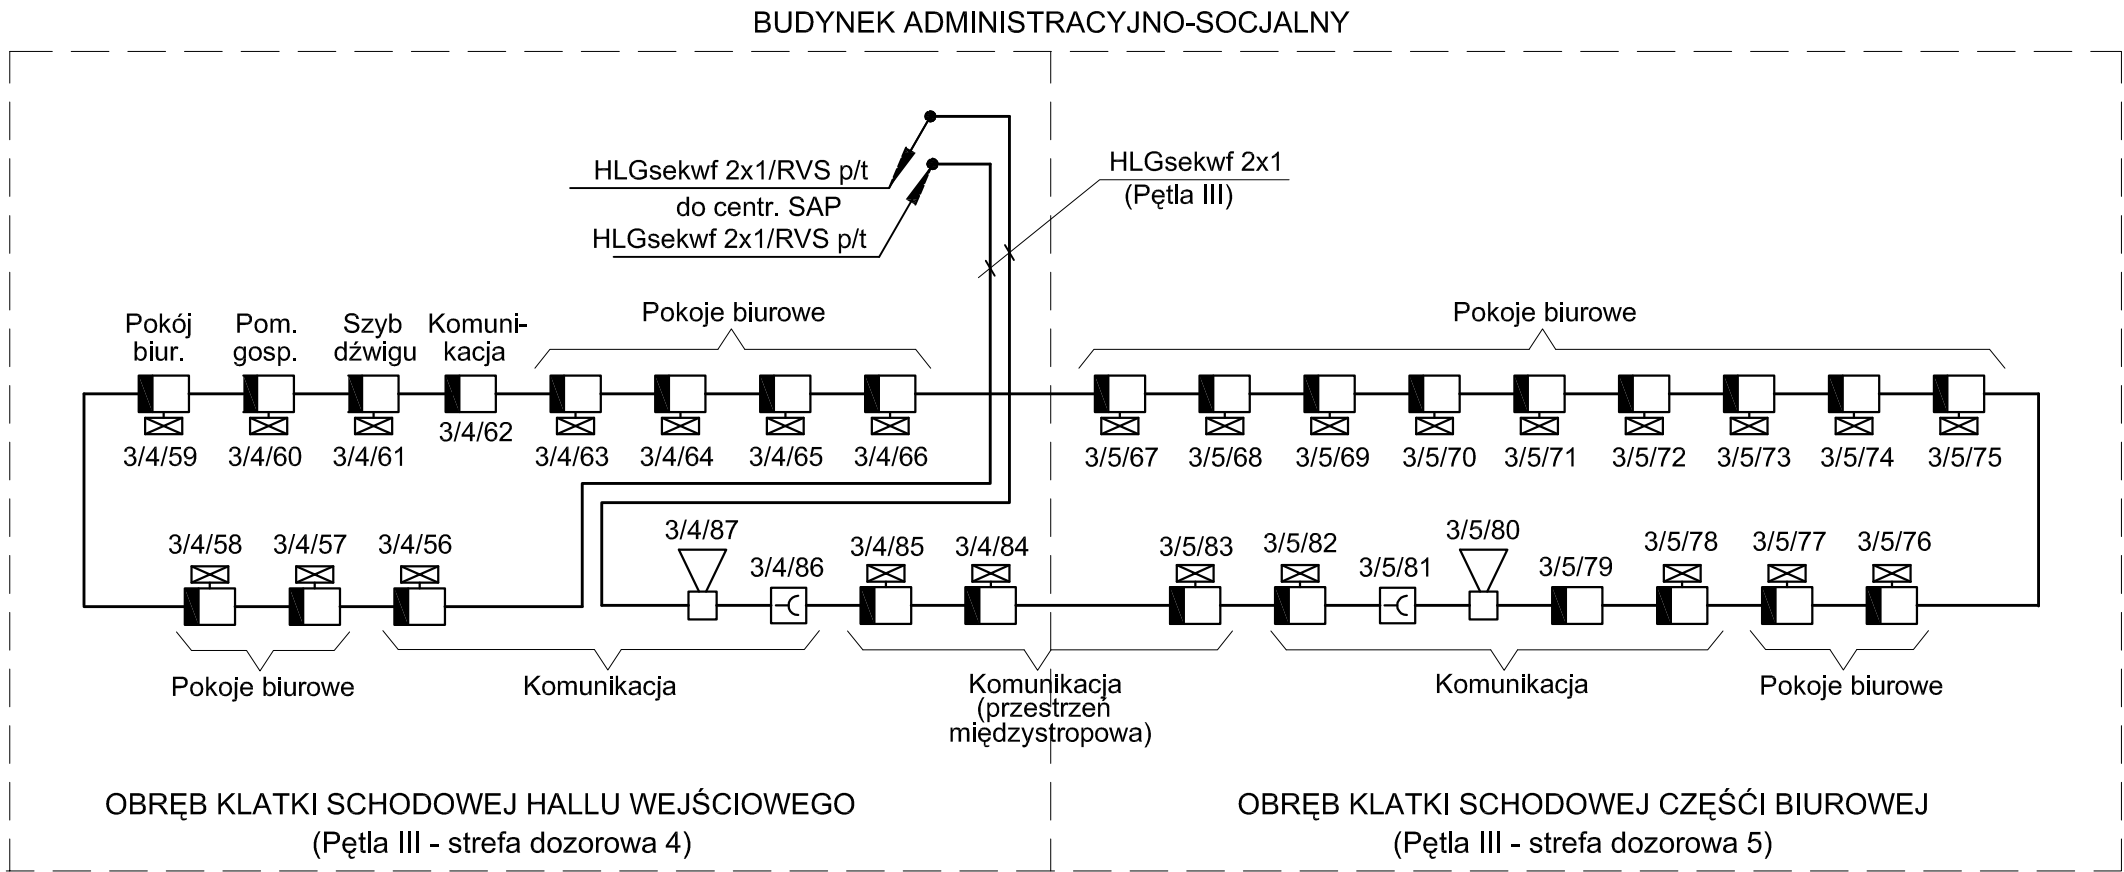 BUDYNEK ADMINISTRACYJNO-SOCJALNY
HLGsekwf 2x1/RVS p/t
do centr. SAP
HLGsekwf 2x1/RVS p/t
HLGsekwf 2x1
(Pętla III)
Pokój
biur.
Pom.
gosp.
Szyb
dźwigu
Komuni-
kacja
Pokoje biurowe
Pokoje biurowe
3/4/59 3/4/60 3/4/61 3/4/62 3/4/63 3/4/64 3/4/65 3/4/66 3/5/67 3/5/68 3/5/69 3/5/70 3/5/71 3/5/72 3/5/73 3/5/74 3/5/75
3/4/58 3/4/57 3/4/56 3/4/87 3/4/86 3/4/85 3/4/84 3/5/83 3/5/82 3/5/81 3/5/80 3/5/79 3/5/78 3/5/77 3/5/76
Pokoje biurowe
Komunikacja
Komunikacja
(przestrzeń
międzystropowa)
Komunikacja
Pokoje biurowe
OBRĘB KLATKI SCHODOWEJ HALLU WEJŚCIOWEGO
(Pętla III - strefa dozorowa 4)
OBRĘB KLATKI SCHODOWEJ CZĘŚĆI BIUROWEJ
(Pętla III - strefa dozorowa 5)